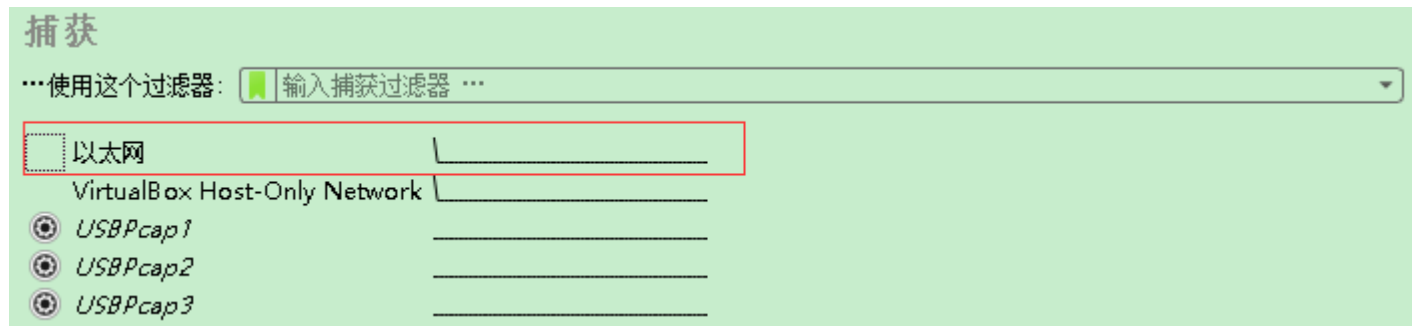 捕获
…使用这个过滤器： 输入捕获过滤器 …
以太网
VirtualBox Host-Only Network
USBPcap1
USBPcap2
USBPcap3